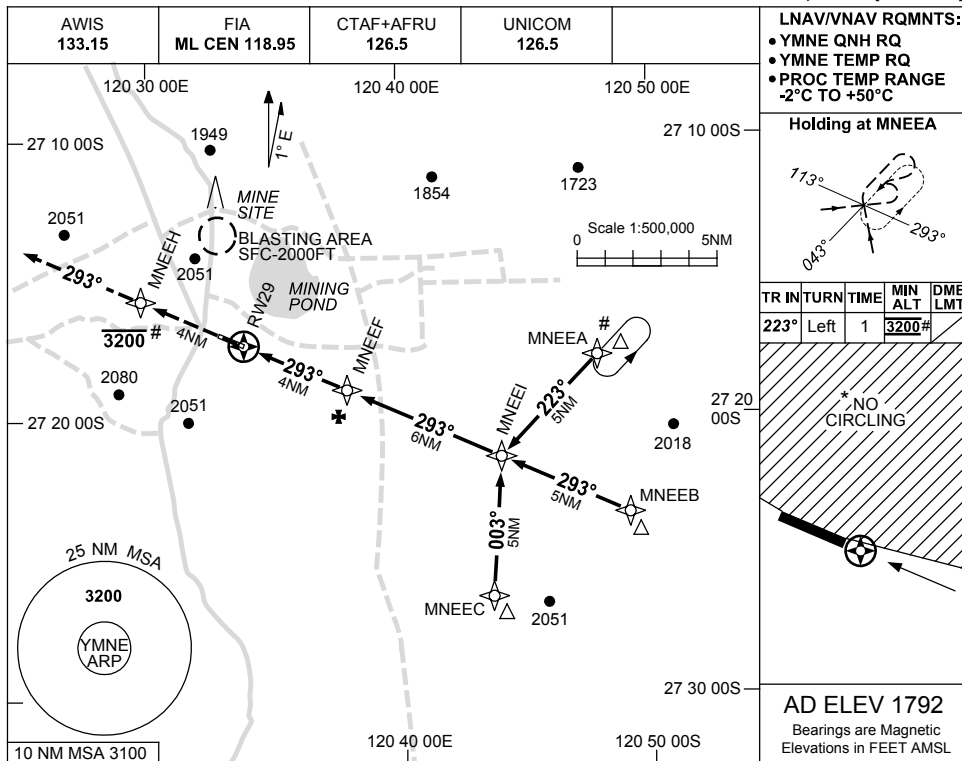 AWIS
133.15
FIA
ML CEN 118.95
CTAF+AFRU
126.5
UNICOM
126.5
LNAV/VNAV RQMNTS:
• YMNE QNH RQ
• YMNE TEMP RQ
• PROC TEMP RANGE
-2°C TO +50°C
120 30 00E
120 40 00E
120 50 00E
27 10 00S
27 10 00S
1949
1° E
1854
1723
Holding at MNEEA
113°
293°
043°
MINE
SITE
2051
BLASTING AREA
SFC-2000FT
2051
MNEEH
293°
RW29
MINING
POND
Scale 1:500,000
0
5NM
TR IN
TURN
TIME
MIN
ALT
DME
LMT
223°
Left
1
3200#
3200 #
4NM
MNEEF
293°
4NM
MNEEA
#
223°
5NM
MNEEI
2080
2051
27 20 00S
27 20
00S
293°
6NM
2018
* NO
CIRCLING
293°
5NM
MNEEB
003°
5NM
MNEEC
2051
25 NM MSA
3200
YMNE
ARP
27 30 00S
10 NM MSA 3100
120 40 00E
120 50 00E
AD ELEV 1792
Bearings are Magnetic
Elevations in FEET AMSL